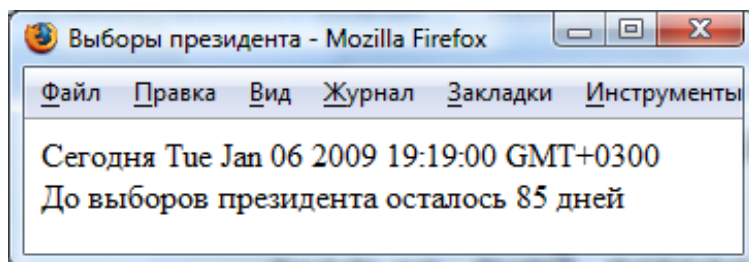 Выборы президента - Mozilla Firefox
Файл Правка Вид Журнал Закладки Инструменты
Сегодня Tue Jan 06 2009 19:19:00 GMT+0300
До выборов президента осталось 85 дней